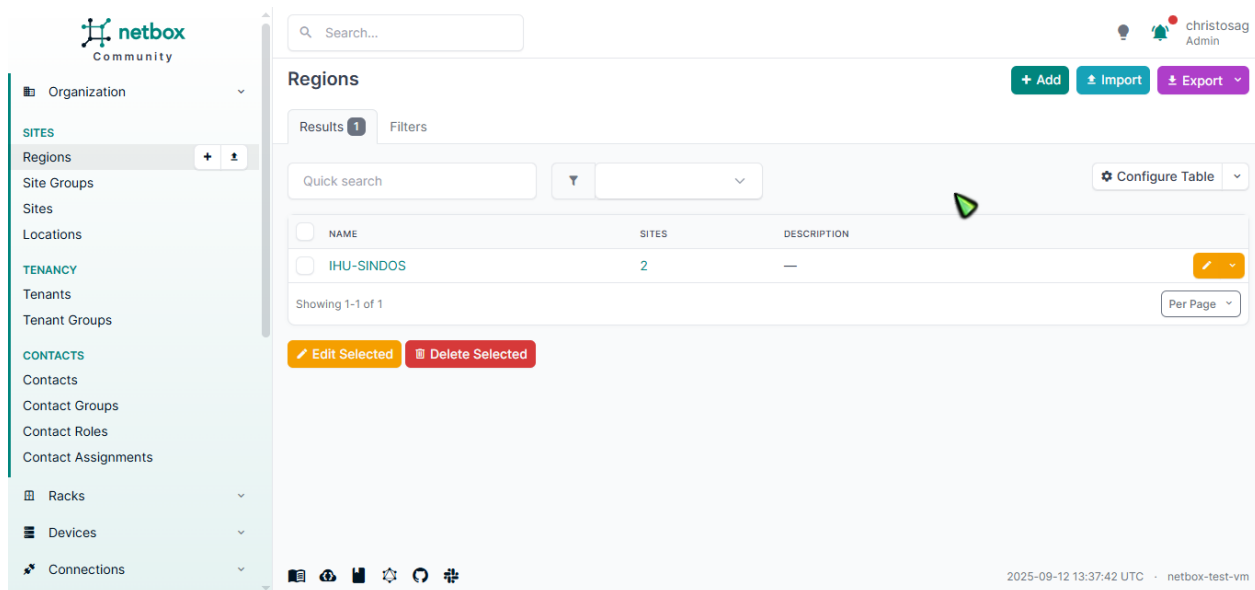 netbox
Community
Search...
christosag
Admin
Organization
SITES
Regions
Site Groups
Sites
Locations
TENANCY
Tenants
Tenant Groups
CONTACTS
Contacts
Contact Groups
Contact Roles
Contact Assignments
Racks
Devices
Connections
Regions
+ Add
Import
Export
Results 1
Filters
Quick search
Configure Table
NAME SITES DESCRIPTION
IHU-SINDOS 2 —
Showing 1-1 of 1
Per Page
Edit Selected
Delete Selected
2025-09-12 13:37:42 UTC · netbox-test-vm